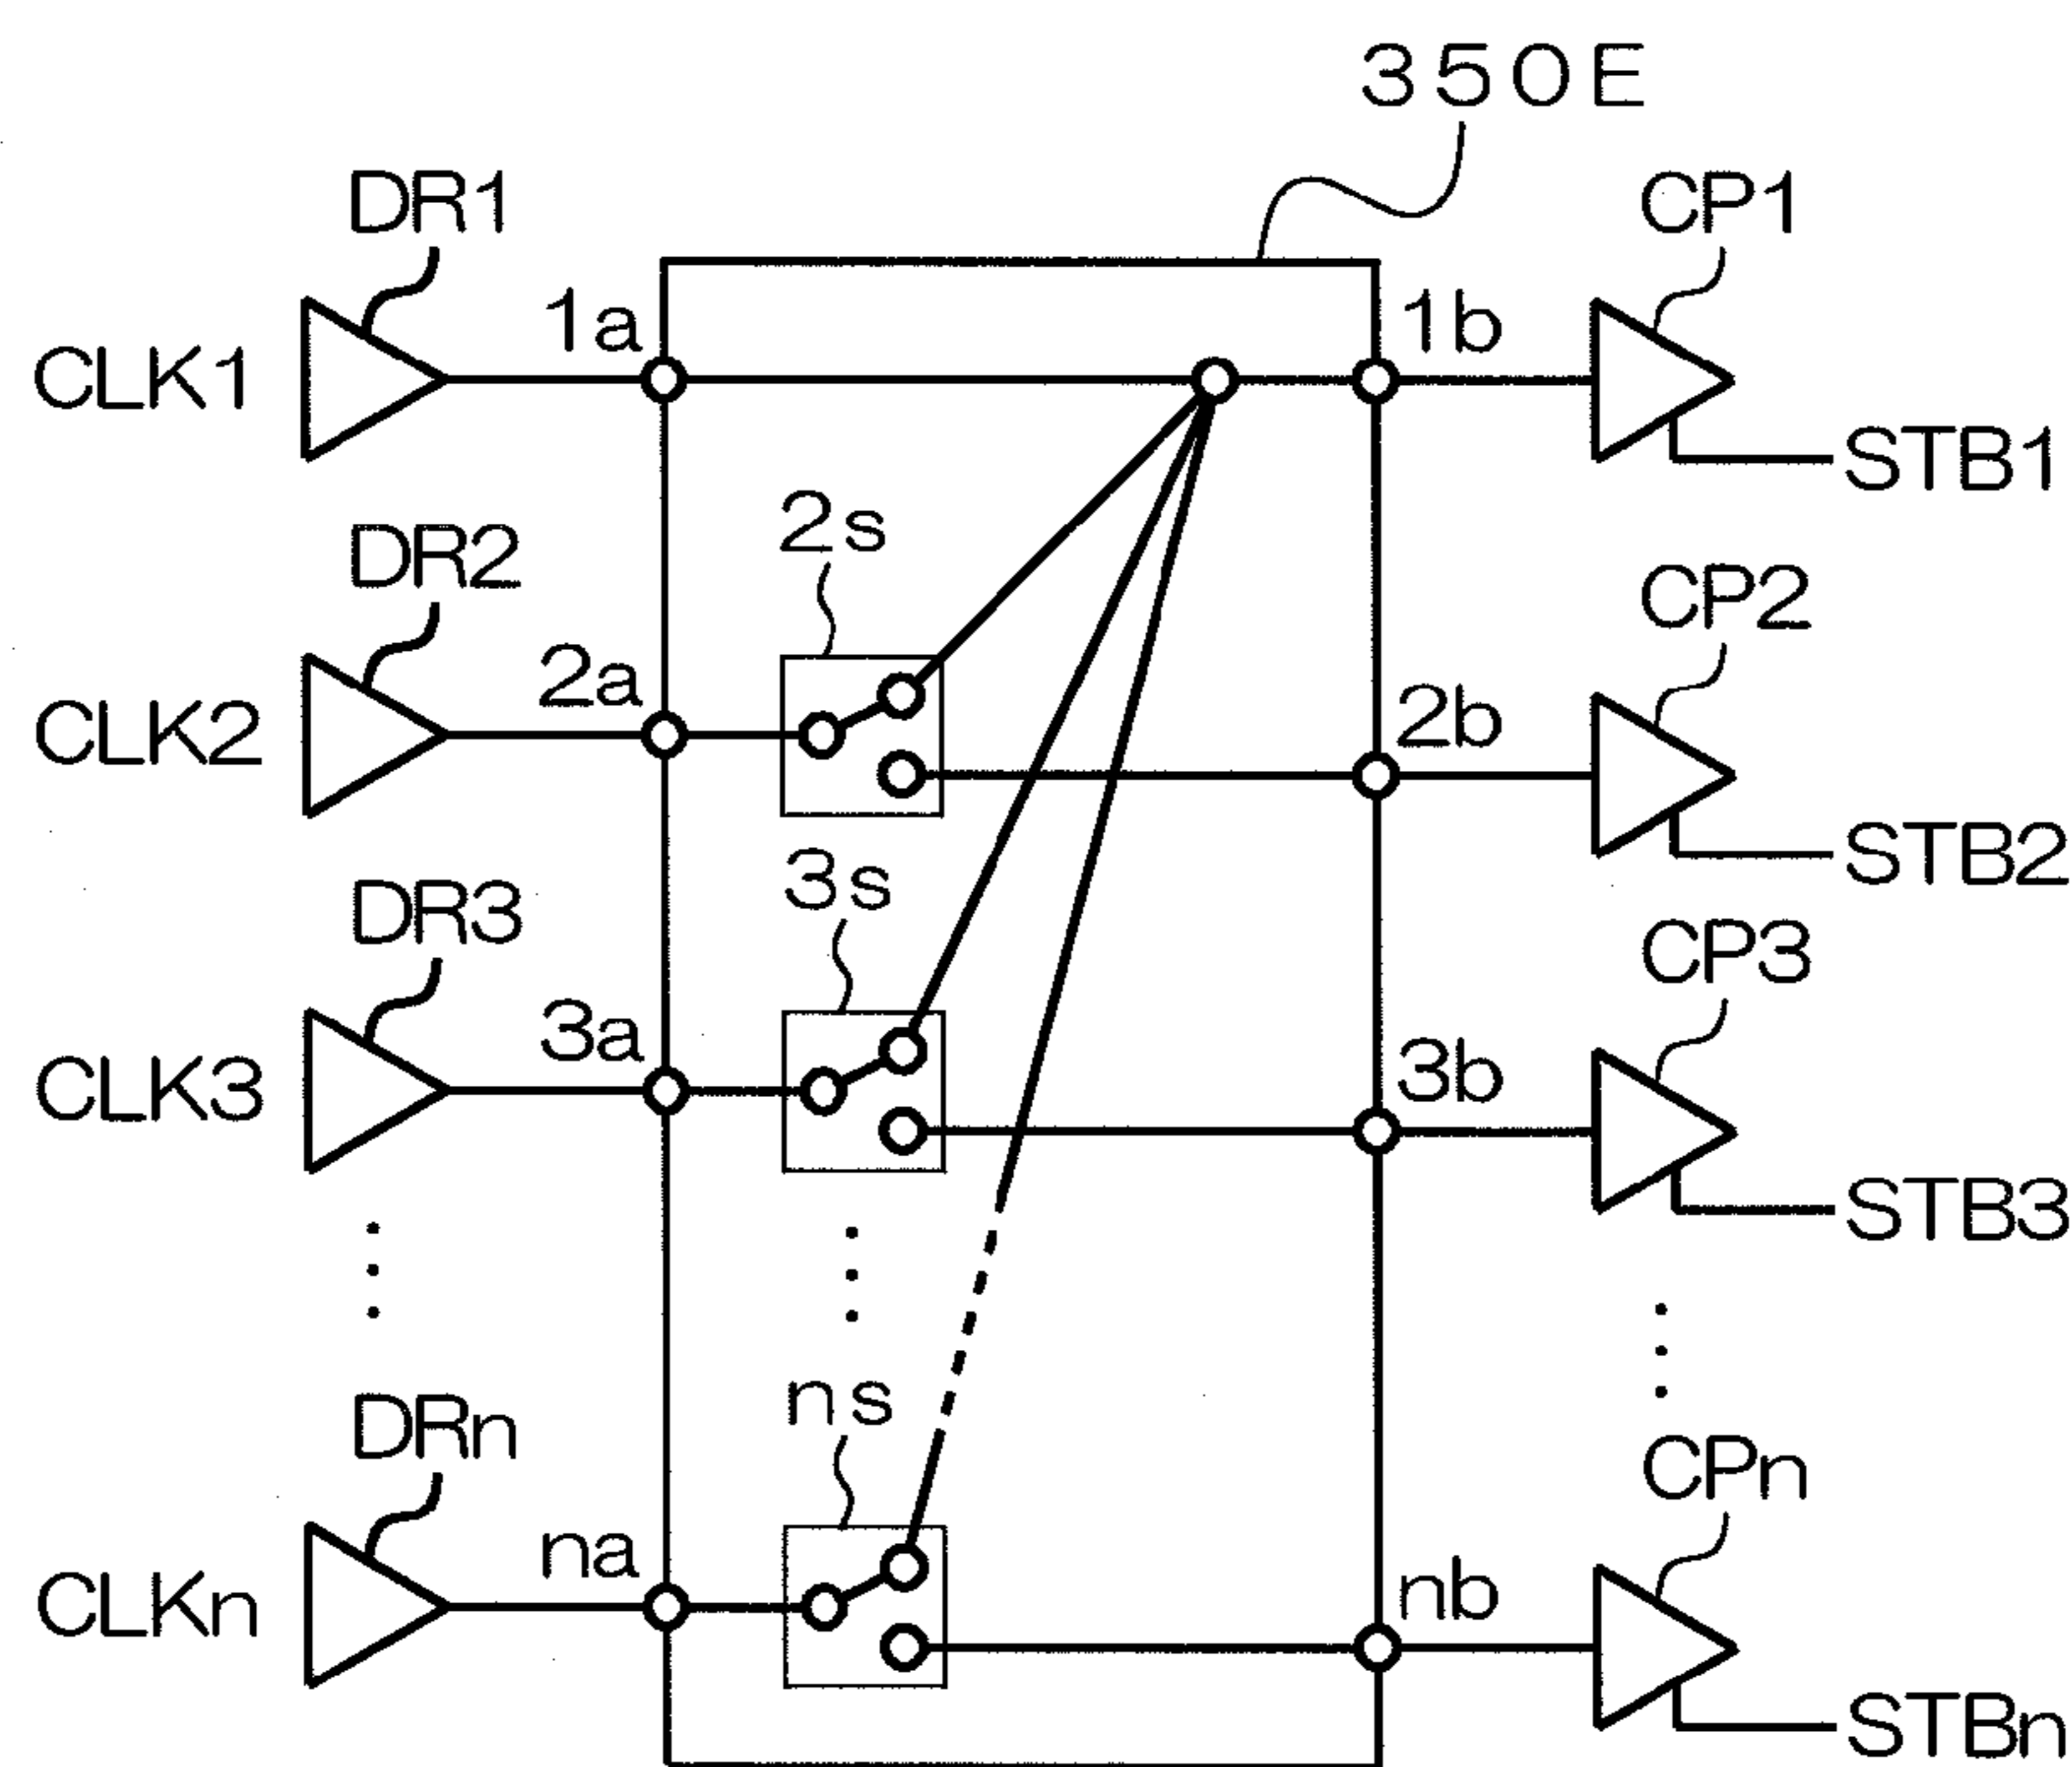 350E
DR1
CP1
1a
1b
CLK1
STB1
2s
DR2
CP2
2a
2b
CLK2
STB2
3s
DR3
CP3
3a
3b
CLK3
STB3
ns
DRn
CPn
na
nb
CLKn
STBn